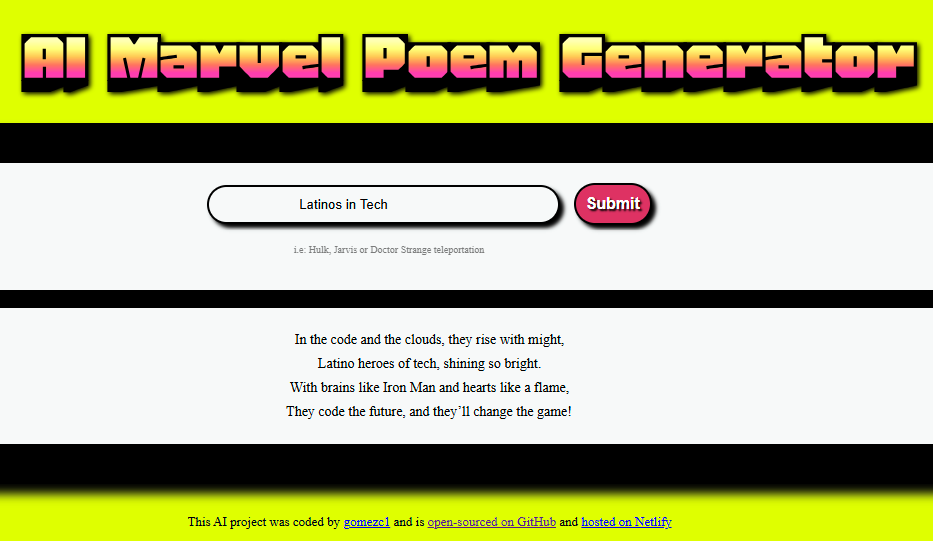 AI Marvel Poem Generator
Latinos in Tech
Submit
i.e: Hulk, Jarvis or Doctor Strange teleportation
In the code and the clouds, they rise with might,
Latino heroes of tech, shining so bright.
With brains like Iron Man and hearts like a flame,
They code the future, and they’ll change the game!
This AI project was coded by gomezc1 and is open-sourced on GitHub and hosted on Netlify